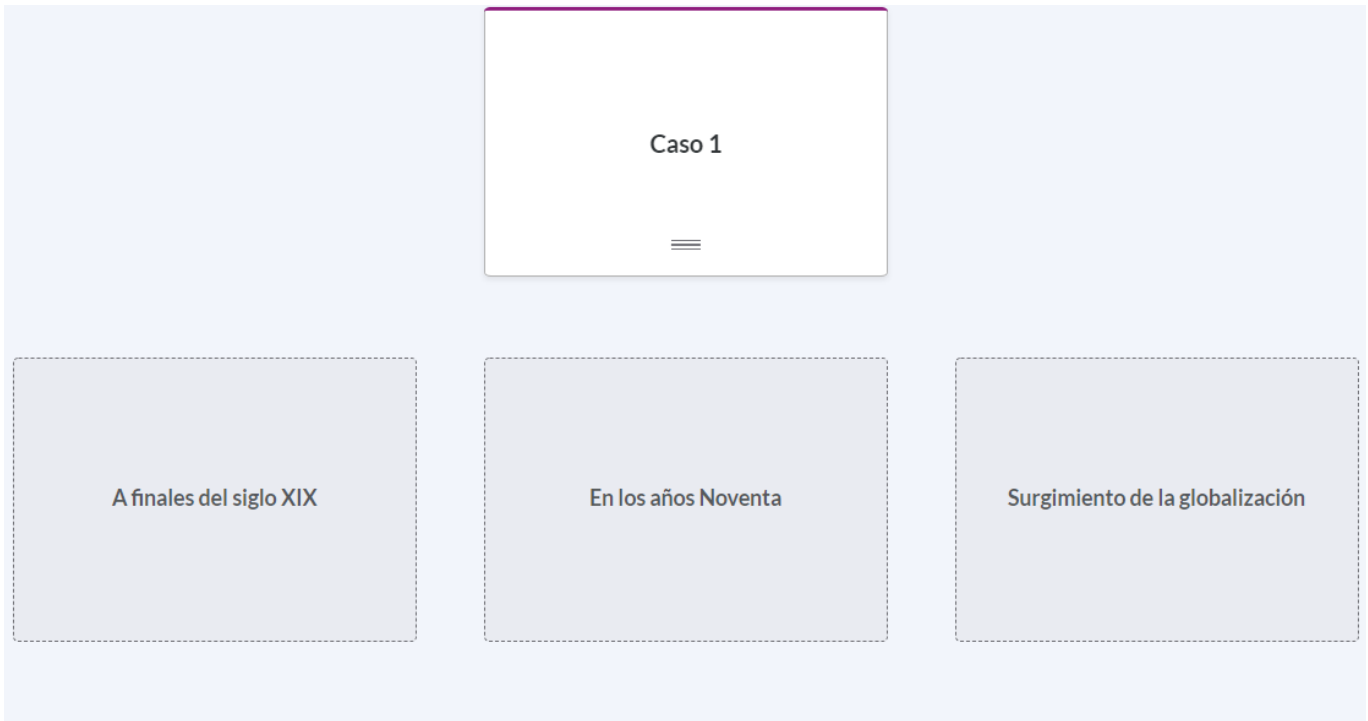 Caso 1
A finales del siglo XIX
En los años Noventa
Surgimiento de la globalización